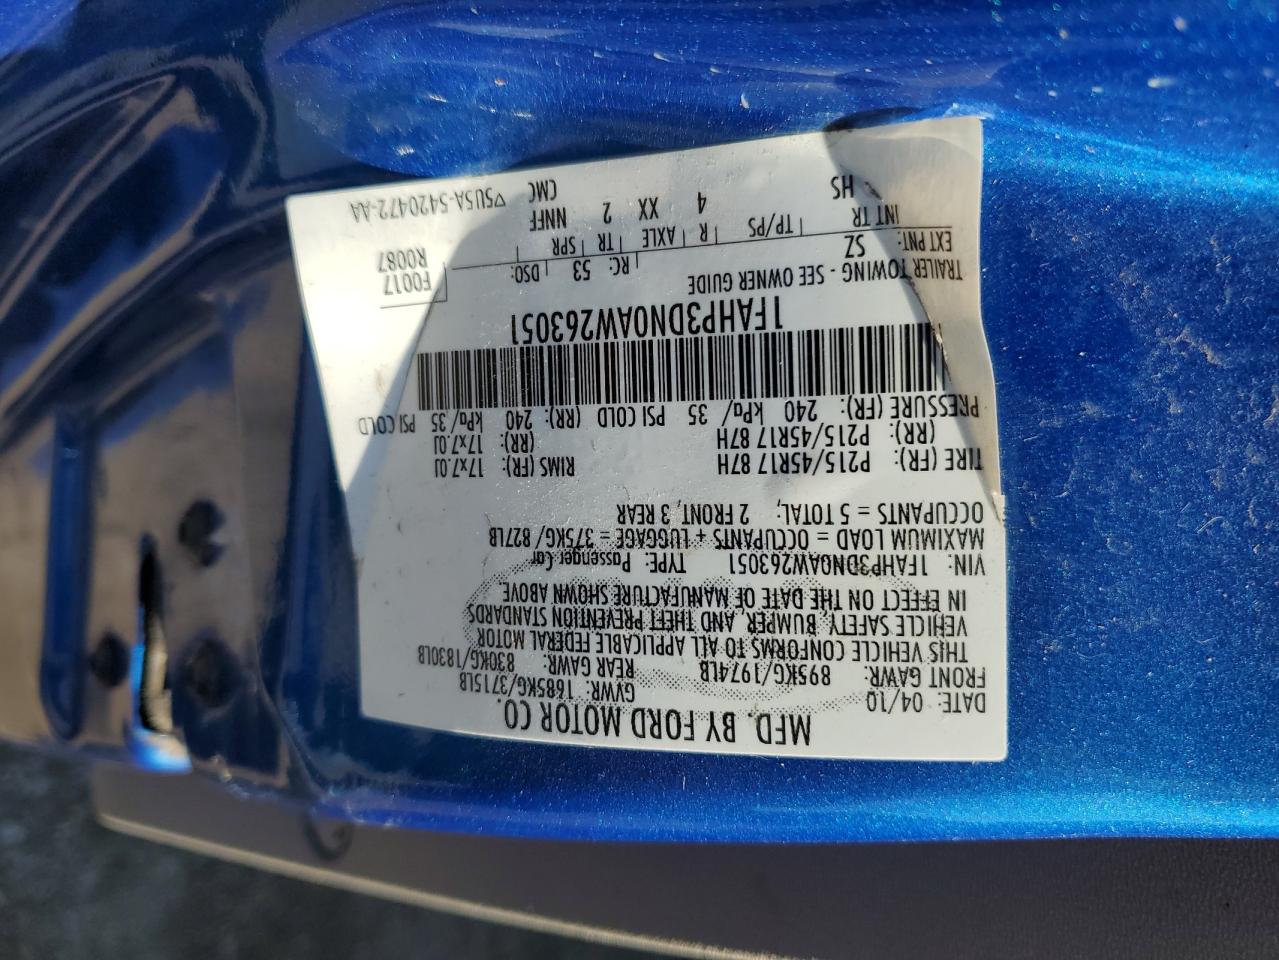 MFD. BY FORD MOTOR CO.
DATE: 04/10 GVWR: 1685KG/3715LB
FRONT GAWR: 895KG/1974LB REAR GAWR: 830KG/1830LB
THIS VEHICLE CONFORMS TO ALL APPLICABLE FEDERAL MOTOR
VEHICLE SAFETY, BUMPER, AND THEFT PREVENTION STANDARDS
IN EFFECT ON THE DATE OF MANUFACTURE SHOWN ABOVE
VIN: 1FAHP3DN0AW263051 TYPE: Passenger Car
MAXIMUM LOAD = OCCUPANTS + LUGGAGE = 375KG/ 827LB
OCCUPANTS = 5 TOTAL; 2 FRONT, 3 REAR
TIRE (FR): P215/45R17 87H RIMS (FR): 17x7.0J
(RR): P215/45R17 87H (RR): 17x7.0J
PRESSURE (FR): 240 kPa/ 35 PSI COLD (RR): 240 kPa/ 35 PSI COLD
1FAHP3DN0AW263051
TRAILER TOWING - SEE OWNER GUIDE
F0017
R0087
EXT PNT: SZ RC: 53 DSO:
INT TR TP/PS R AXLE TR SPR
HS 4 XX 2 NNFF
CMC
▽5U5A-5420472-AA